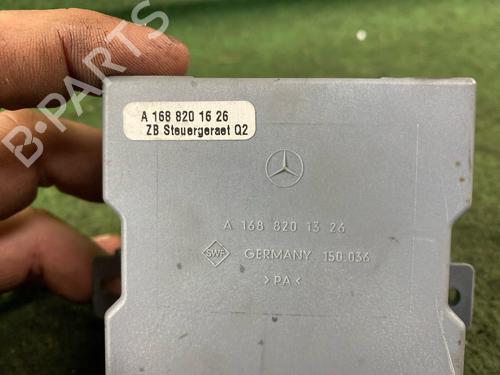 B-PARTS
A 168 820 16 26
ZB Steuergeraet Q2
A 168 820 13 26
SWF GERMANY 150.036
>PA<